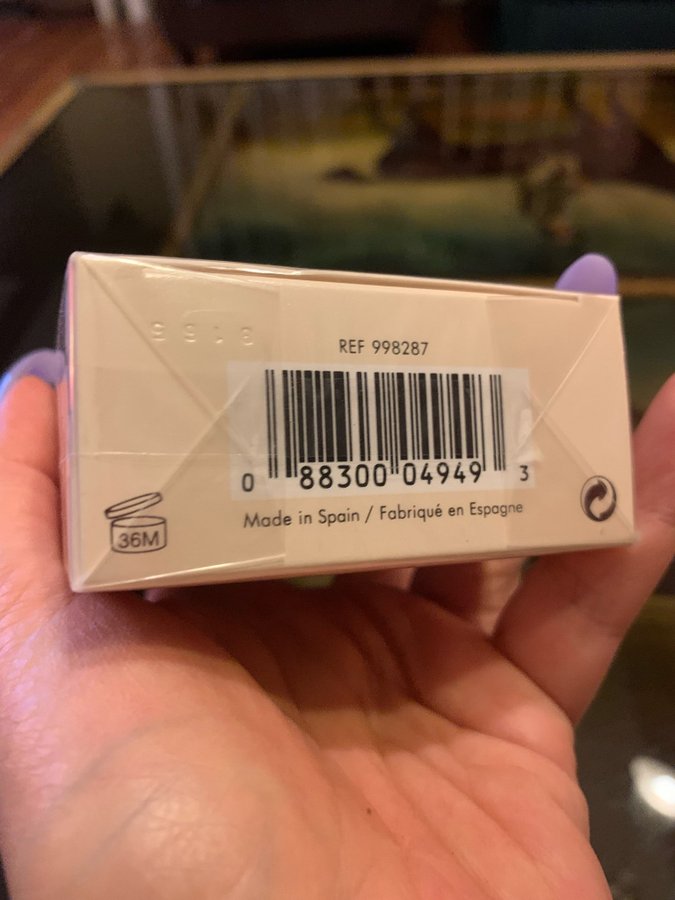 REF 998287
0 88300 04949 3
Made in Spain / Fabriqué en Espagne
36M